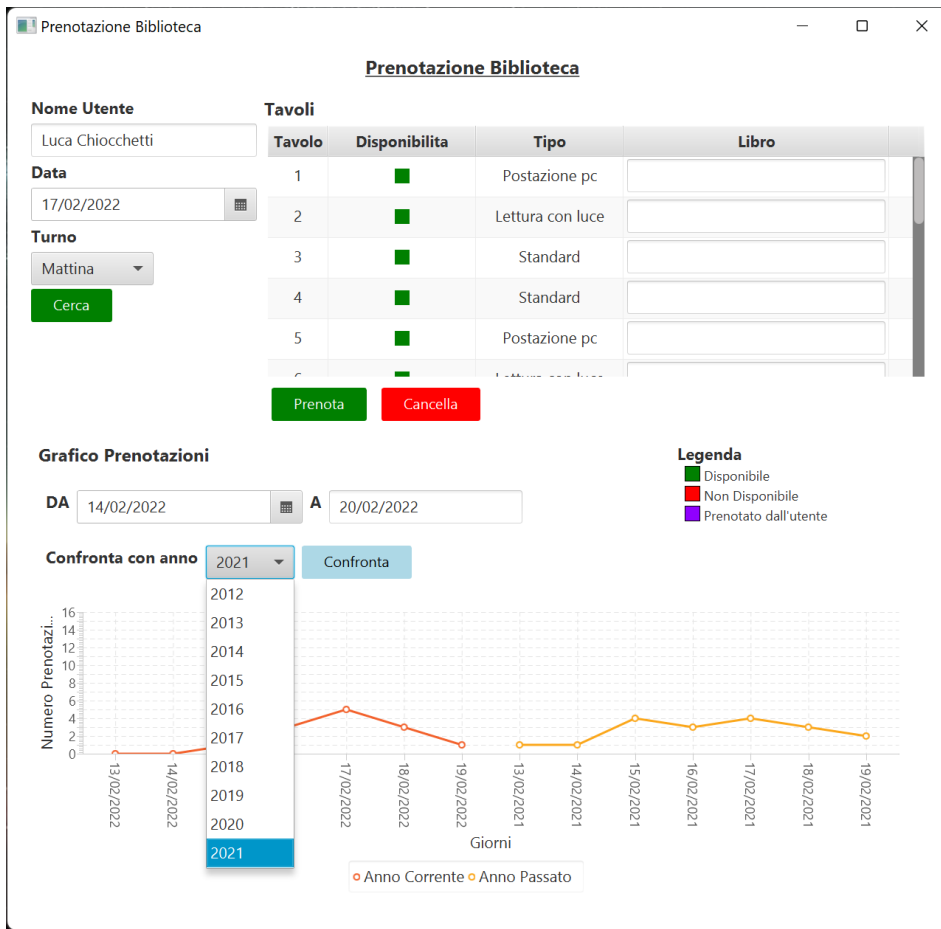 Prenotazione Biblioteca
Prenotazione Biblioteca
Nome Utente
Luca Chiocchetti
Data
17/02/2022
Turno
Mattina
Cerca
Tavoli
Tavolo Disponibilita Tipo Libro
1 Postazione pc
2 Lettura con luce
3 Standard
4 Standard
5 Postazione pc
Prenota Cancella
Grafico Prenotazioni
DA 14/02/2022 A 20/02/2022
Legenda
Disponibile
Non Disponibile
Prenotato dall'utente
Confronta con anno 2021 Confronta
2012
2013
2014
2015
2016
2017
2018
2019
2020
2021
Numero Prenotazi...
16
14
12
10
8
6
4
2
0
13/02/2022 14/02/2022 17/02/2022 18/02/2022 19/02/2022 13/02/2021 14/02/2021 15/02/2021 16/02/2021 17/02/2021 18/02/2021 19/02/2021
Giorni
Anno Corrente Anno Passato